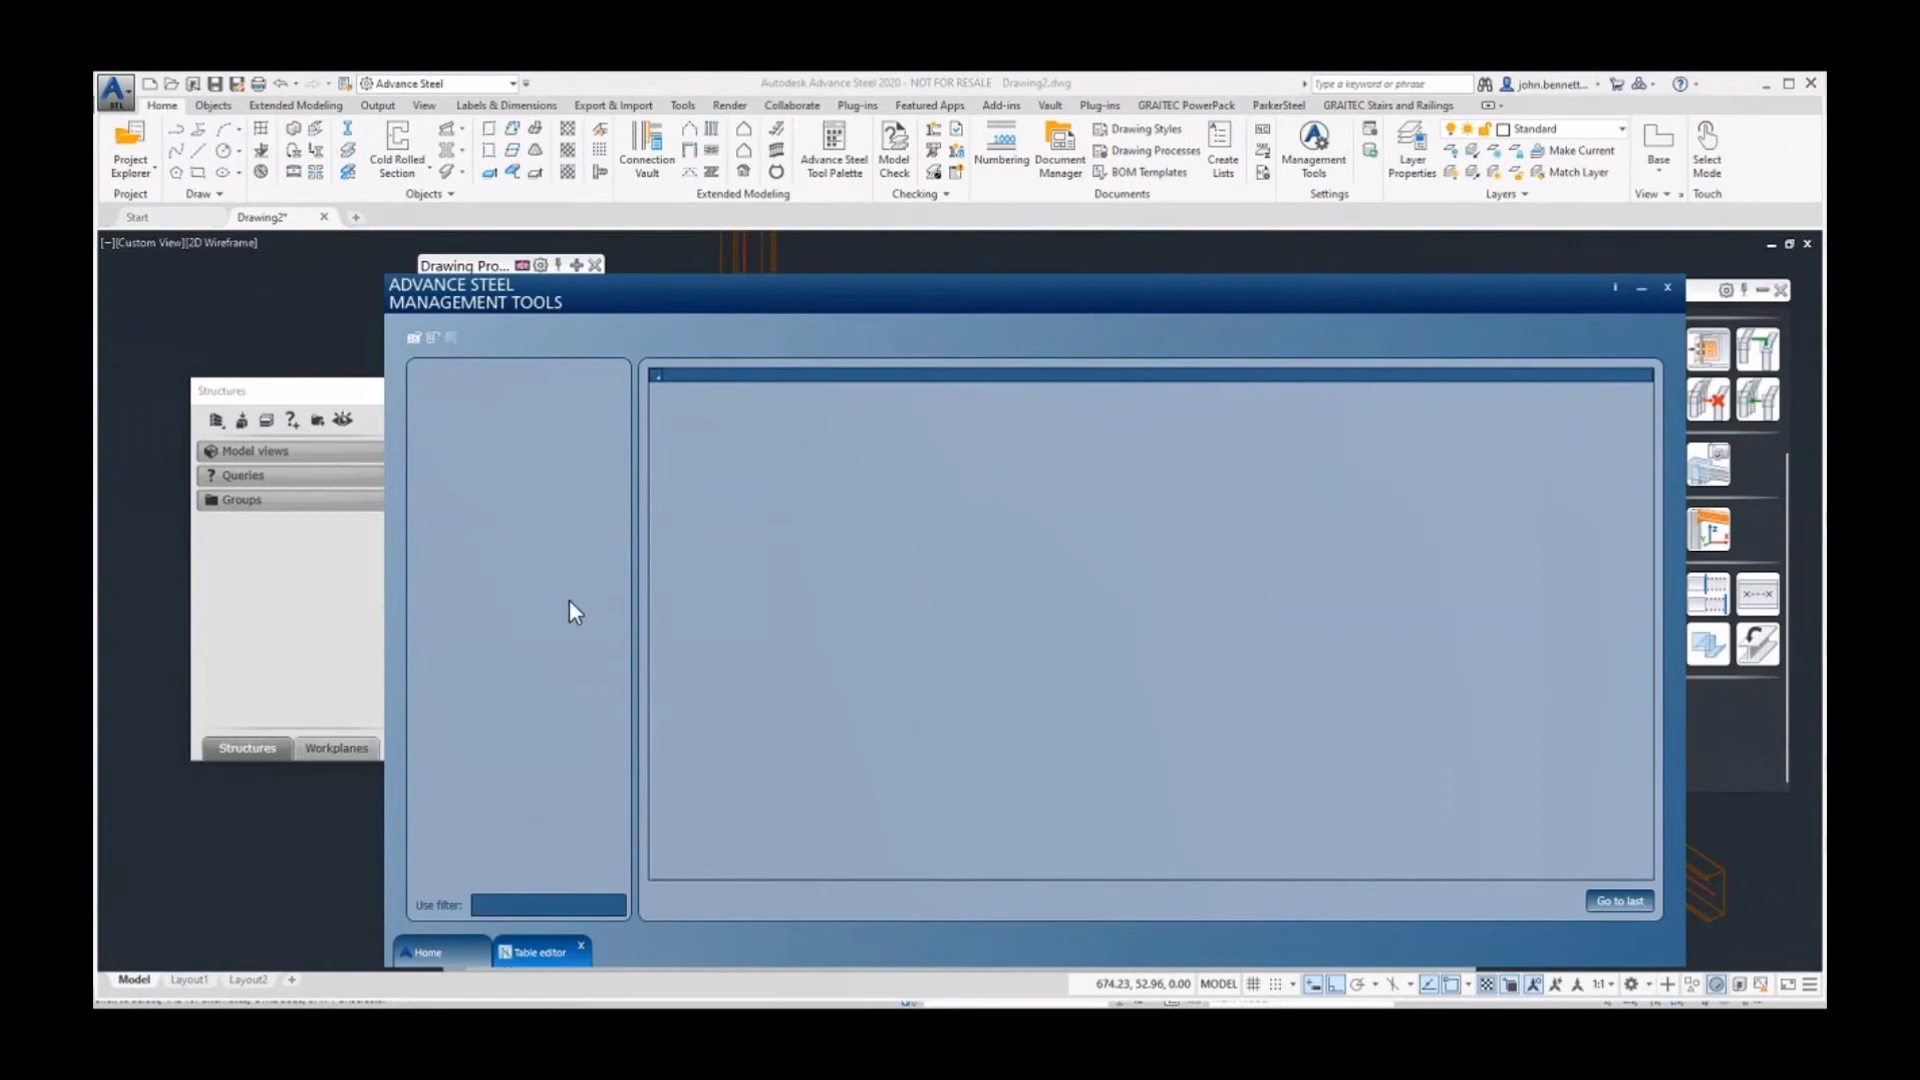 STL
Advance Steel
Autodesk Advance Steel 2020 - NOT FOR RESALE Drawing2.dwg
Type a keyword or phrase
john.bennett...
Home Objects Extended Modeling Output View Labels & Dimensions Export & Import Tools Render Collaborate Plug-ins Featured Apps Add-ins Vault Plug-ins GRAITEC PowerPack ParkerSteel GRAITEC Stairs and Railings
Project Explorer
Cold Rolled Section
Connection Vault
Advance Steel Tool Palette
Model Check
1000
Numbering
Document Manager
Drawing Styles
Drawing Processes
BOM Templates
Create Lists
NC
Management Tools
Layer Properties
Standard
Make Current
Match Layer
Base
Select Mode
Project Draw Objects Extended Modeling Checking Documents Settings Layers View Touch
Start Drawing2*
[−][Custom View][2D Wireframe]
Drawing Pro...
ADVANCE STEEL
MANAGEMENT TOOLS
Structures
Model views
? Queries
Groups
Structures Workplanes
Use filter:
Go to last
Home Table editor
Model Layout1 Layout2 +
674.23, 52.96, 0.00 MODEL
1:1